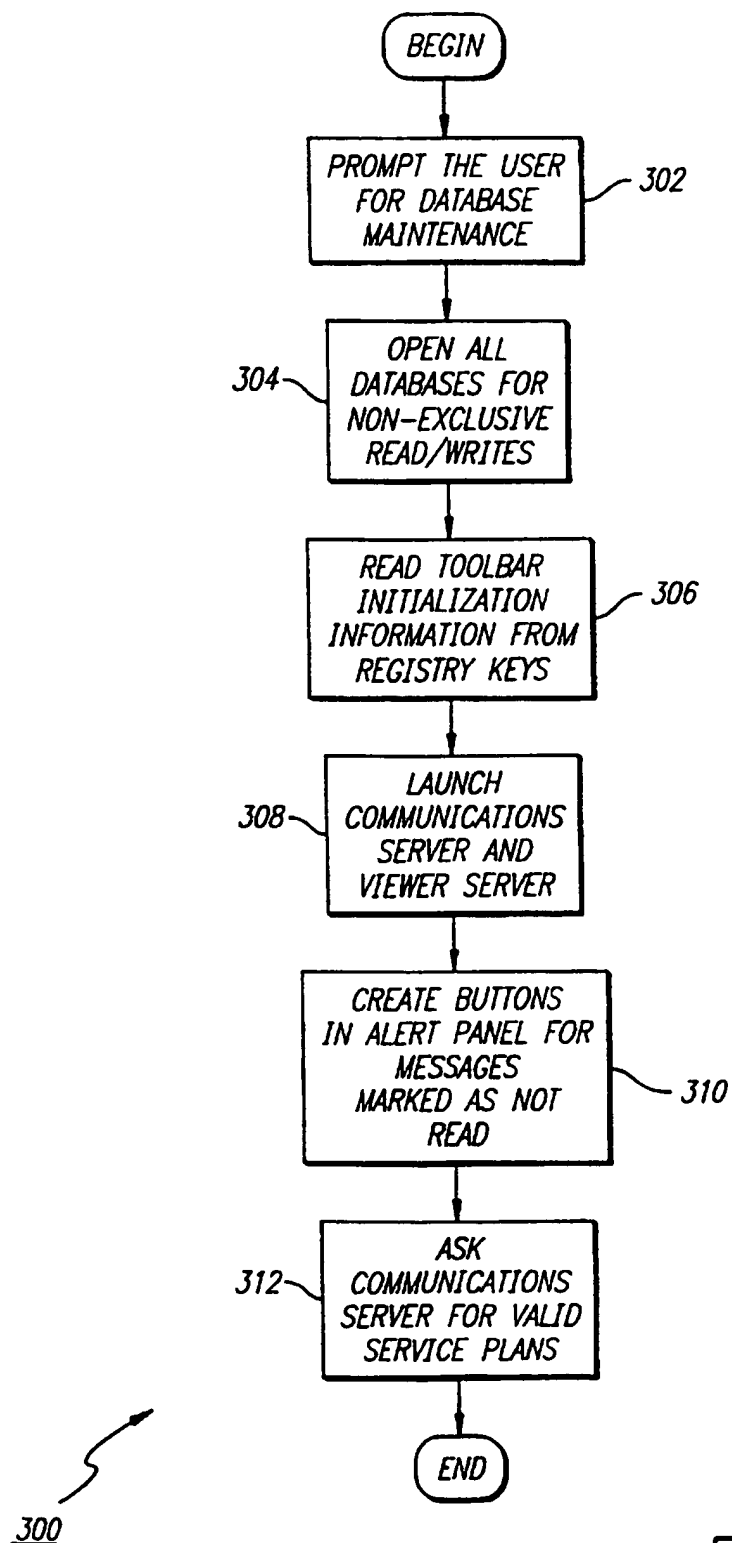 BEGIN
PROMPT THE USER
FOR DATABASE
MAINTENANCE
302
OPEN ALL
DATABASES FOR
NON-EXCLUSIVE
READ/WRITES
304
READ TOOLBAR
INITIALIZATION
INFORMATION FROM
REGISTRY KEYS
306
LAUNCH
COMMUNICATIONS
SERVER AND
VIEWER SERVER
308
CREATE BUTTONS
IN ALERT PANEL FOR
MESSAGES
MARKED AS NOT
READ
310
ASK
COMMUNICATIONS
SERVER FOR VALID
SERVICE PLANS
312
END
300